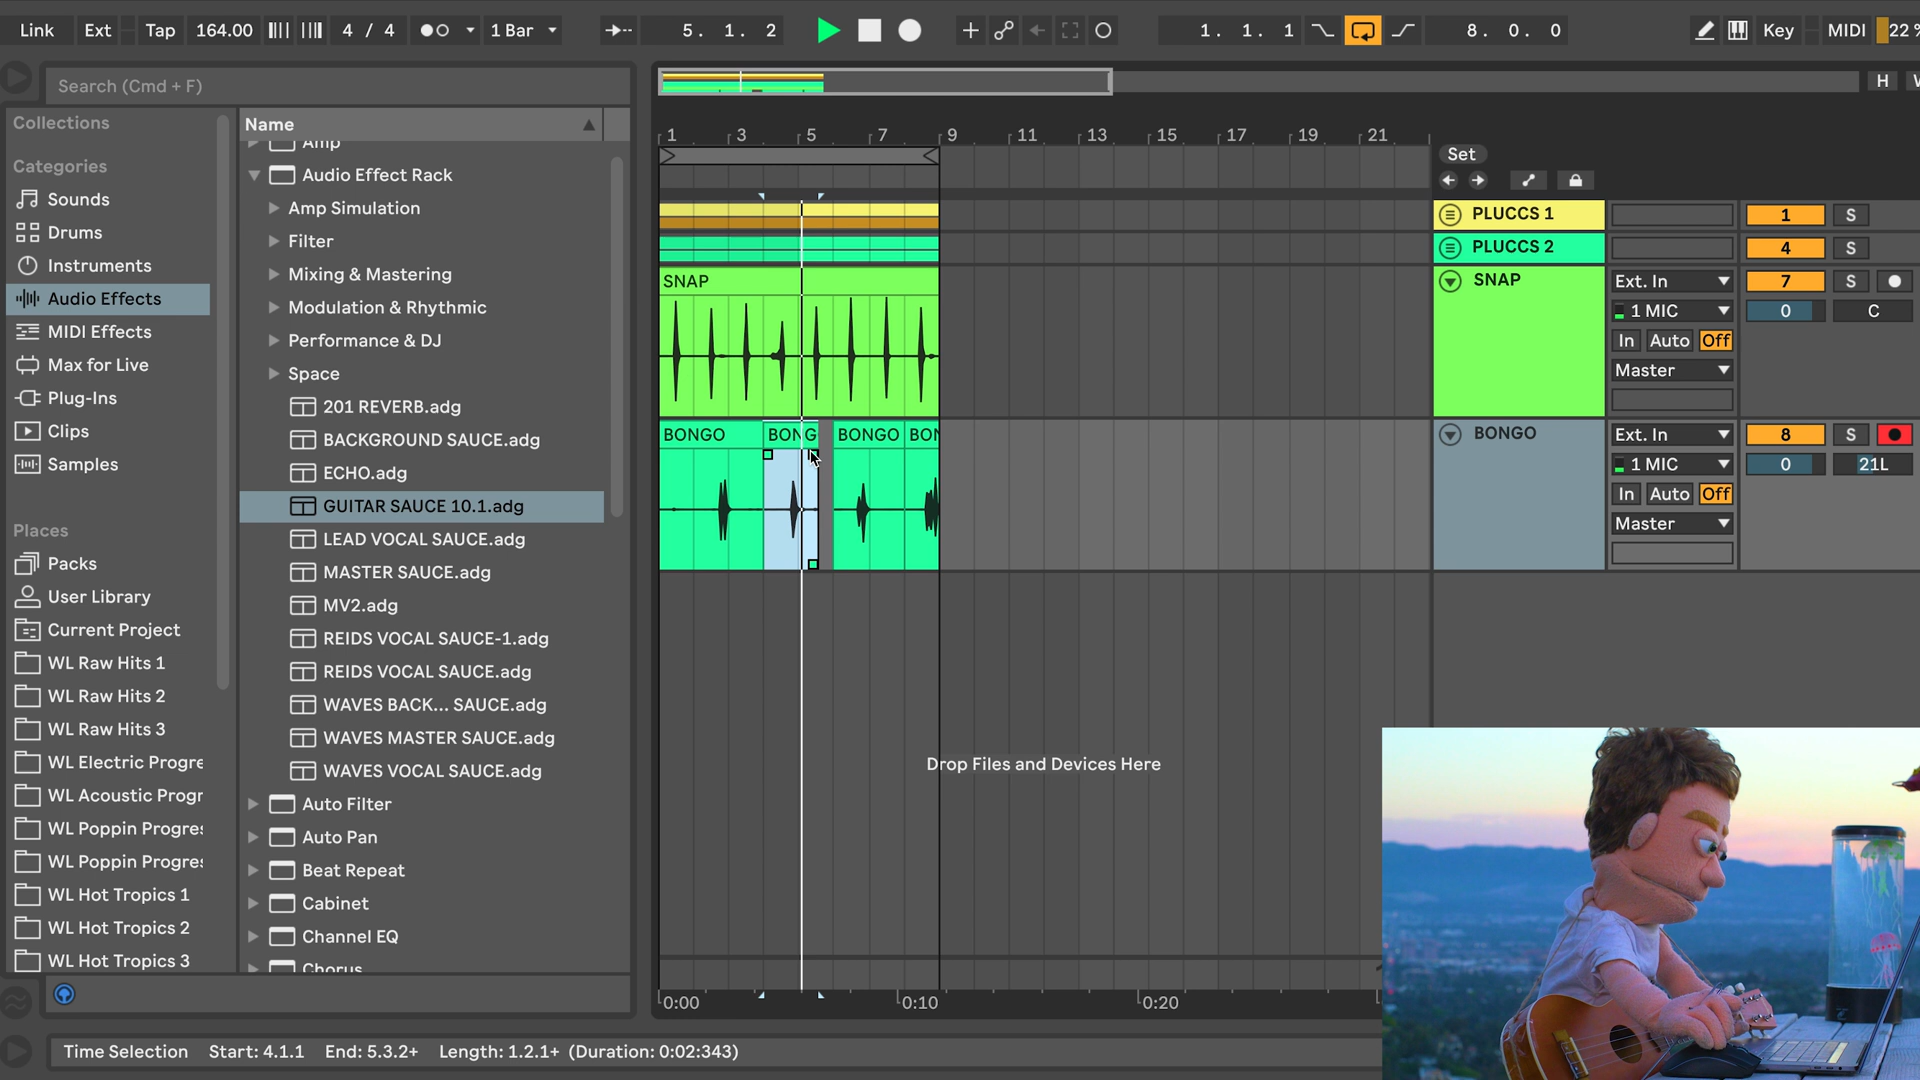 Link Ext Tap 164.00 4 / 4 1 Bar 5. 1. 2 1. 1. 1 8. 0. 0 Key MIDI 22 %
Search (Cmd + F)
H
Collections
Categories
Sounds
Drums
Instruments
Audio Effects
MIDI Effects
Max for Live
Plug-Ins
Clips
Samples
Places
Packs
User Library
Current Project
WL Raw Hits 1
WL Raw Hits 2
WL Raw Hits 3
WL Electric Progre
WL Acoustic Progr
WL Poppin Progre
WL Poppin Progre
WL Hot Tropics 1
WL Hot Tropics 2
WL Hot Tropics 3
Name
Amp
Audio Effect Rack
Amp Simulation
Filter
Mixing & Mastering
Modulation & Rhythmic
Performance & DJ
Space
201 REVERB.adg
BACKGROUND SAUCE.adg
ECHO.adg
GUITAR SAUCE 10.1.adg
LEAD VOCAL SAUCE.adg
MASTER SAUCE.adg
MV2.adg
REIDS VOCAL SAUCE-1.adg
REIDS VOCAL SAUCE.adg
WAVES BACK... SAUCE.adg
WAVES MASTER SAUCE.adg
WAVES VOCAL SAUCE.adg
Auto Filter
Auto Pan
Beat Repeat
Cabinet
Channel EQ
Chorus
1 3 5 7 9 11 13 15 17 19 21
Set
PLUCCS 1 1 S
PLUCCS 2 4 S
SNAP SNAP Ext. In 7 S
1 MIC 0 C
In Auto Off
Master
BONGO BONG BONGO BON BONGO Ext. In 8 S
1 MIC 0 21L
In Auto Off
Master
Drop Files and Devices Here
0:00 0:10 0:20
Time Selection Start: 4.1.1 End: 5.3.2+ Length: 1.2.1+ (Duration: 0:02:343)